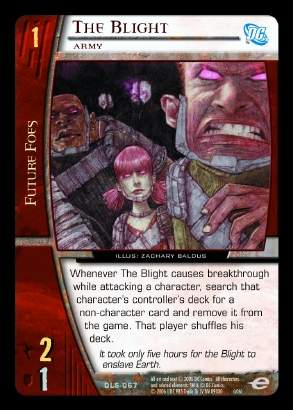 1
THE BLIGHT
ARMY
DC
FUTURE FOES
ILLUS: ZACHARY BALDUS
Whenever The Blight causes breakthrough
while attacking a character, search that
character's controller's deck for a
non-character card and remove it from
the game. That player shuffles his
deck.
It took only five hours for the Blight to
enslave Earth.
2
1